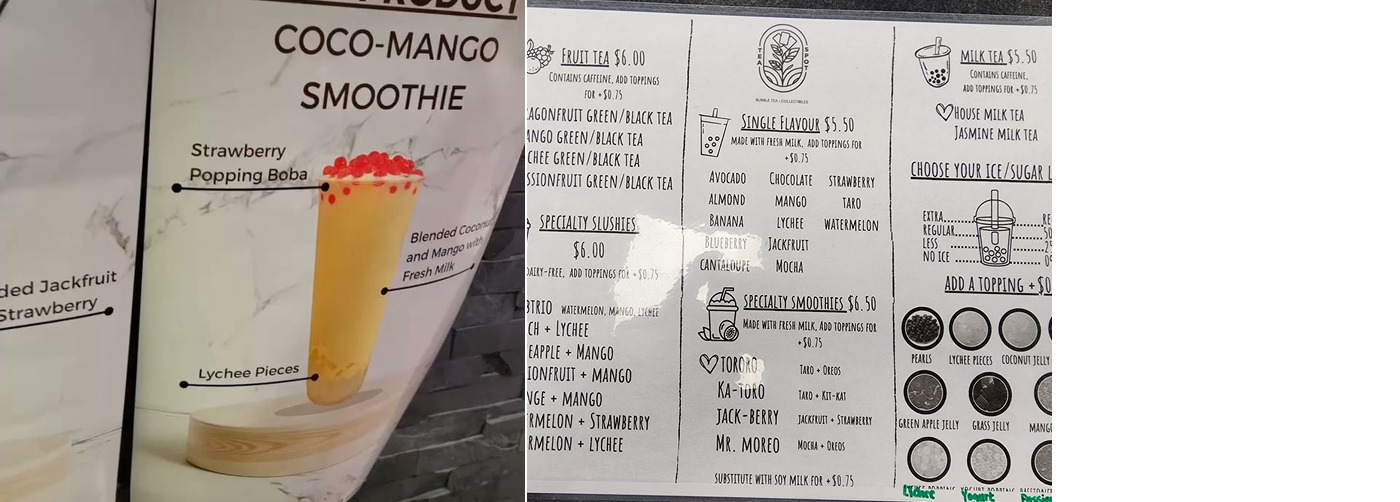 COCO-MANGO
SMOOTHIE
Strawberry
Popping Boba
Blended
and Mango with
Fresh Milk
Lychee Pieces
Jackfruit
Strawberry
FRUIT TEA $6.00
CONTAINS CAFFEINE, ADD TOPPINGS
FOR +$0.75
GREEN/BLACK TEA
GREEN/BLACK TEA
GREEN/BLACK TEA
GREEN/BLACK TEA
SPECIALTY SLUSHIES
$6.00
DAIRY-FREE, ADD TOPPINGS FOR +$0.75
WATERMELON, MANGO, LYCHEE
+ LYCHEE
+ MANGO
+ MANGO
+ MANGO
+ STRAWBERRY
+ LYCHEE
TEA SPOT
BUBBLE TEA • COLLECTIBLES
SINGLE FLAVOUR $5.50
MADE WITH FRESH MILK, ADD TOPPINGS FOR
+$0.75
AVOCADO CHOCOLATE STRAWBERRY
ALMOND MANGO TARO
BANANA LYCHEE WATERMELON
BLUEBERRY JACKFRUIT
CANTALOUPE MOCHA
SPECIALTY SMOOTHIES $6.50
MADE WITH FRESH MILK, ADD TOPPINGS FOR
+$0.75
TORORO TARO + OREOS
KA-TORO TARO + KIT-KAT
JACK-BERRY JACKFRUIT + STRAWBERRY
MR. MOREO MOCHA + OREOS
SUBSTITUTE WITH SOY MILK FOR +$0.75
MILK TEA $5.50
CONTAINS CAFFEINE,
ADD TOPPINGS FOR +$0.75
HOUSE MILK TEA
JASMINE MILK TEA
CHOOSE YOUR ICE/SUGAR
EXTRA
REGULAR
LESS
NO ICE
ADD A TOPPING +
PEARLS LYCHEE PIECES COCONUT JELLY
GREEN APPLE JELLY GRASS JELLY MANGO
Lychee Yogurt